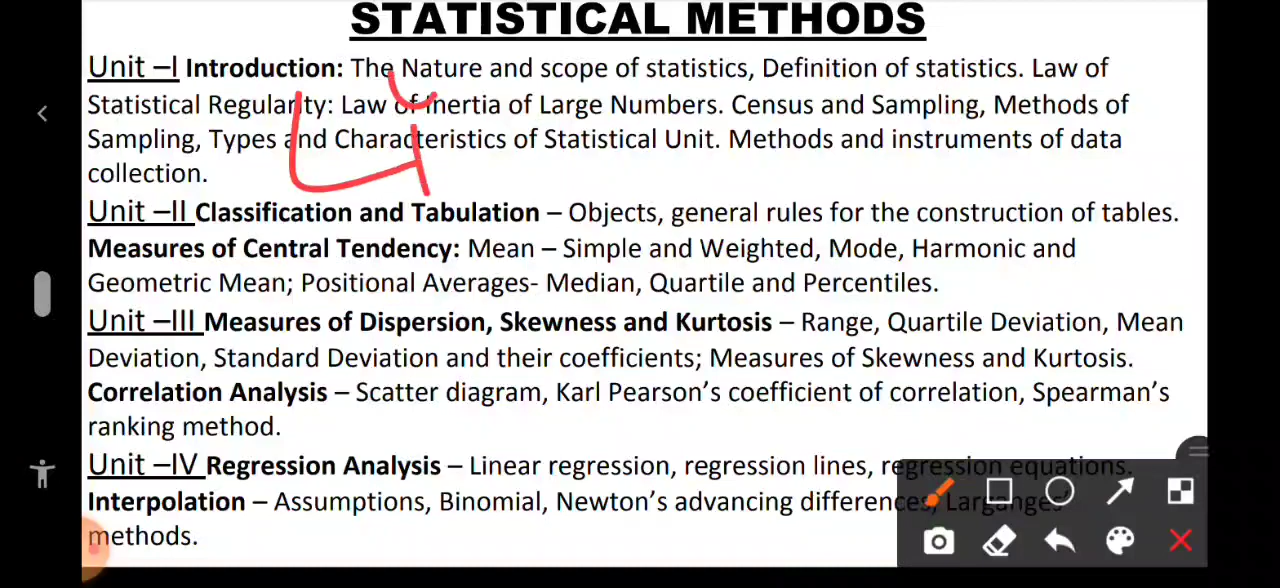 STATISTICAL METHODS
Unit –I Introduction: The Nature and scope of statistics, Definition of statistics. Law of
Statistical Regularity: Law of Inertia of Large Numbers. Census and Sampling, Methods of
Sampling, Types and Characteristics of Statistical Unit. Methods and instruments of data
collection.
Unit –II Classification and Tabulation – Objects, general rules for the construction of tables.
Measures of Central Tendency: Mean – Simple and Weighted, Mode, Harmonic and
Geometric Mean; Positional Averages- Median, Quartile and Percentiles.
Unit –III Measures of Dispersion, Skewness and Kurtosis – Range, Quartile Deviation, Mean
Deviation, Standard Deviation and their coefficients; Measures of Skewness and Kurtosis.
Correlation Analysis – Scatter diagram, Karl Pearson's coefficient of correlation, Spearman's
ranking method.
Unit –IV Regression Analysis – Linear regression, regression lines, regression equations.
Interpolation – Assumptions, Binomial, Newton's advancing differences, Larganges'
methods.